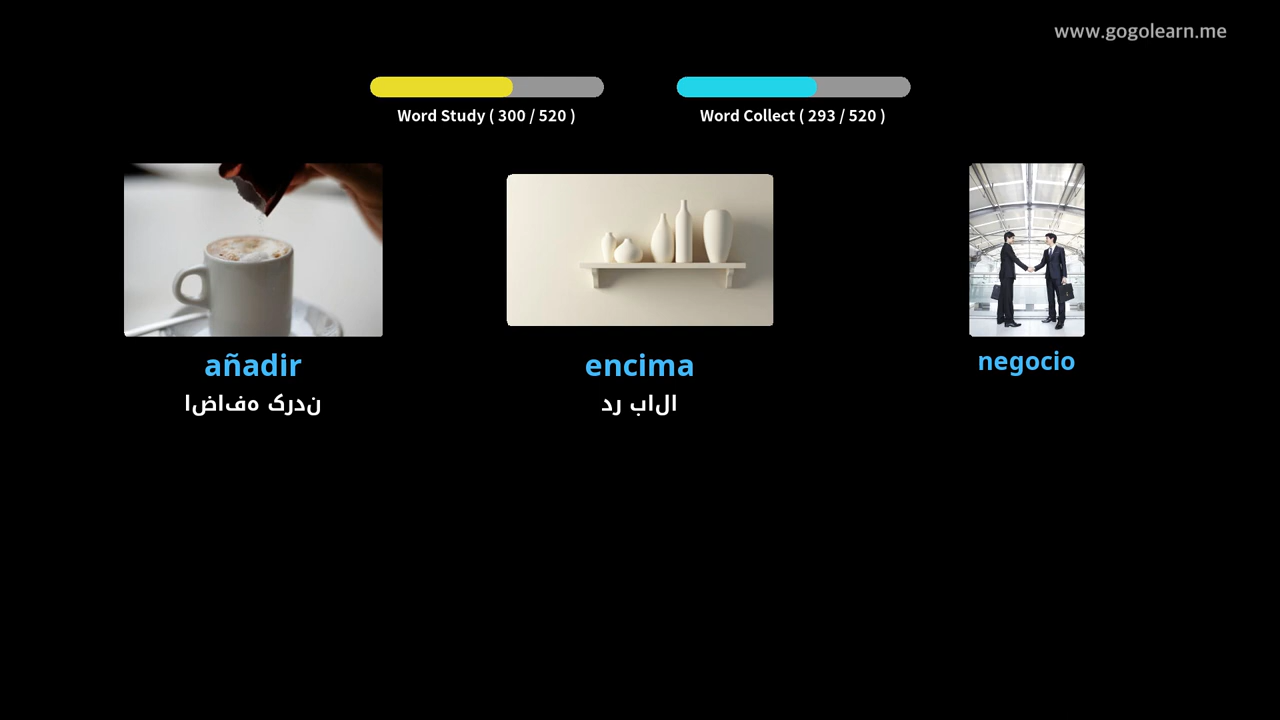 www.gogolearn.me
Word Study ( 300 / 520 )
Word Collect ( 293 / 520 )
añadir
ندرک هفاضا
encima
الاب رد
negocio